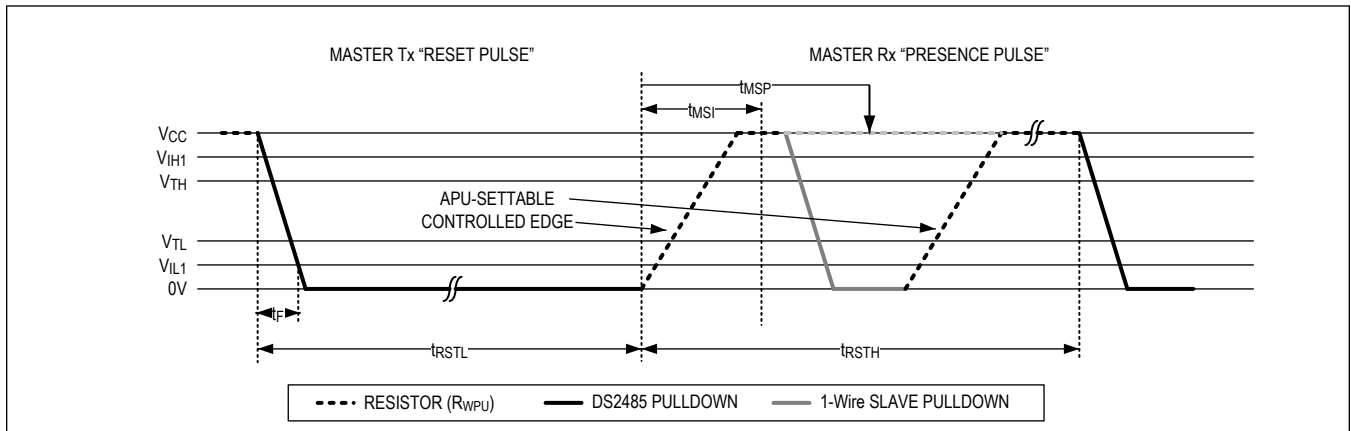 MASTER Tx “RESET PULSE”
MASTER Rx “PRESENCE PULSE”
tMSP
tMSI
VCC
VIH1
VTH
APU-SETTABLE
CONTROLLED EDGE
VTL
VIL1
0V
tF
tRSTL
tRSTH
RESISTOR (RWPU)
DS2485 PULLDOWN
1-Wire SLAVE PULLDOWN